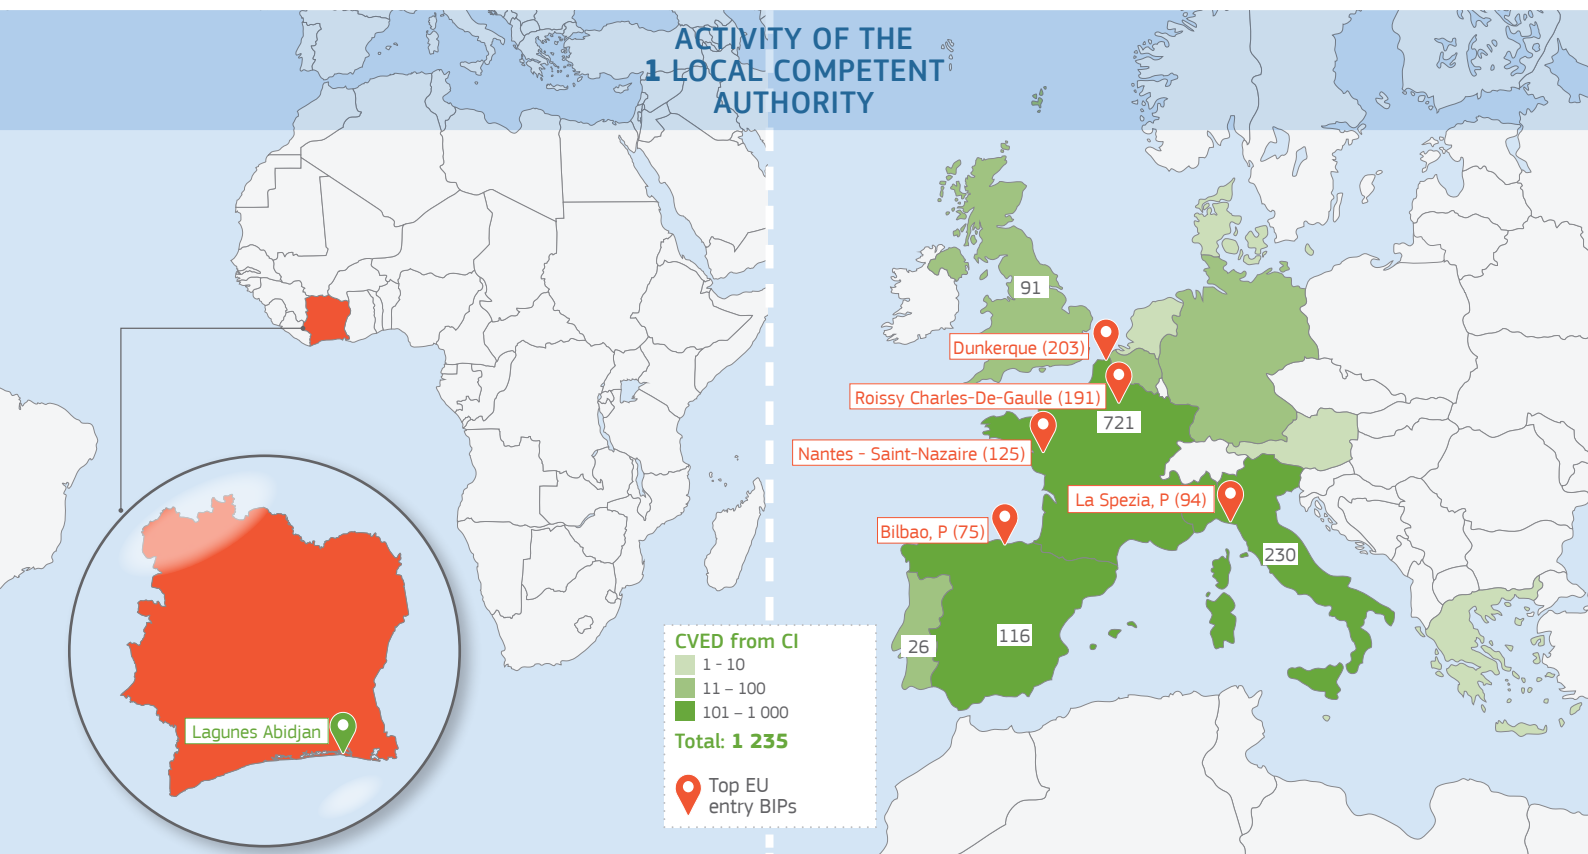 ACTIVITY OF THE
1 LOCAL COMPETENT
AUTHORITY
91
Dunkerque (203)
Roissy Charles-De-Gaulle (191)
721
Nantes - Saint-Nazaire (125)
La Spezia, P (94)
Bilbao, P (75)
230
116
26
Lagunes Abidjan
CVED from CI
1 - 10
11 – 100
101 – 1 000
Total: 1 235
Top EU
entry BIPs